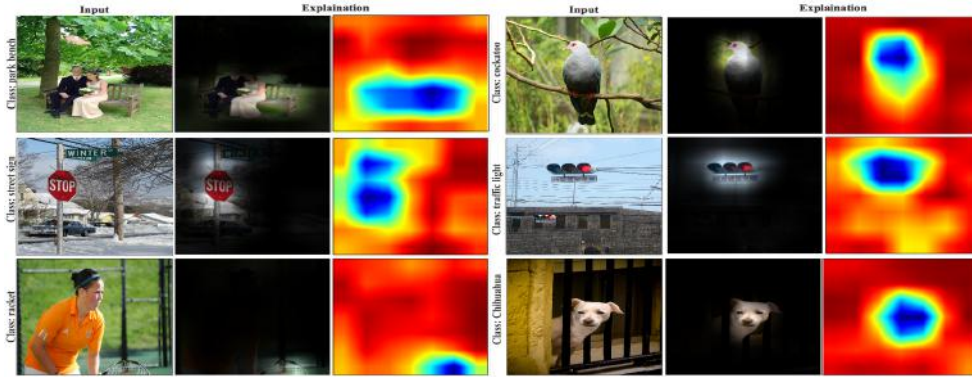 Input Explaination Input Explaination
Class: park bench
Class: cockatoo
WINTER
STOP
Class: street sign
Class: traffic light
Class: racket
Class: Chihuahua